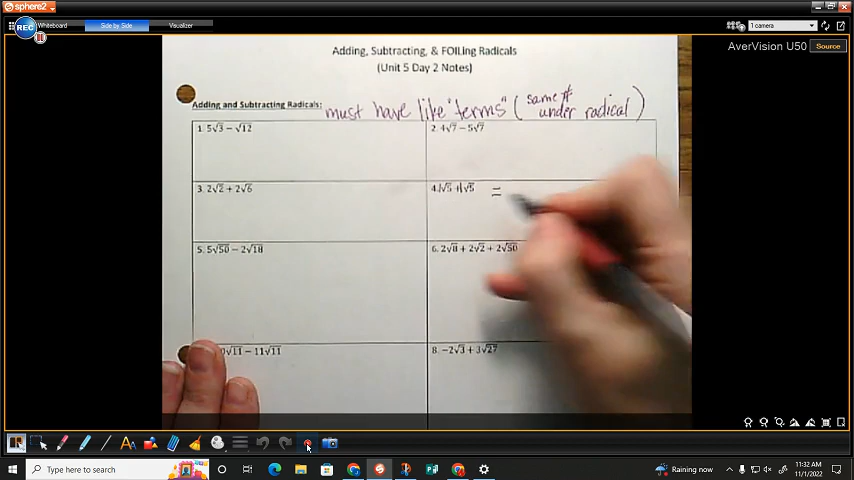 sphere2
REC
Whiteboard
Side by Side
Visualizer
1 camera
AverVision U50
Source
Adding, Subtracting, & FOILing Radicals
(Unit 5 Day 2 Notes)
Adding and Subtracting Radicals: must have like "terms" (same # under radical)
1. 5√3 − √12
2. 4√7 − 5√7
3. 2√2 + 2√6
4. 1√5 + 1√5 =
5. 5√50 − 2√18
6. 2√8 + 2√2 + 2√50
0√11 − 11√11
8. −2√3 + 3√27
Type here to search
Raining now
11:32 AM
11/1/2022